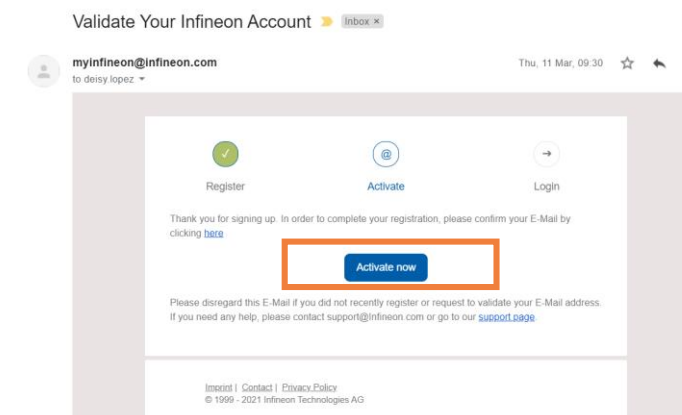 Validate Your Infineon Account Inbox ×
myinfineon@infineon.com Thu, 11 Mar, 09:30
to deisy lopez
@
Register Activate Login
Thank you for signing up. In order to complete your registration, please confirm your E-Mail by
clicking here
Activate now
Please disregard this E-Mail if you did not recently register or request to validate your E-Mail address.
If you need any help, please contact support@Infineon.com or go to our support page.
Imprint | Contact | Privacy Policy
© 1999 - 2021 Infineon Technologies AG